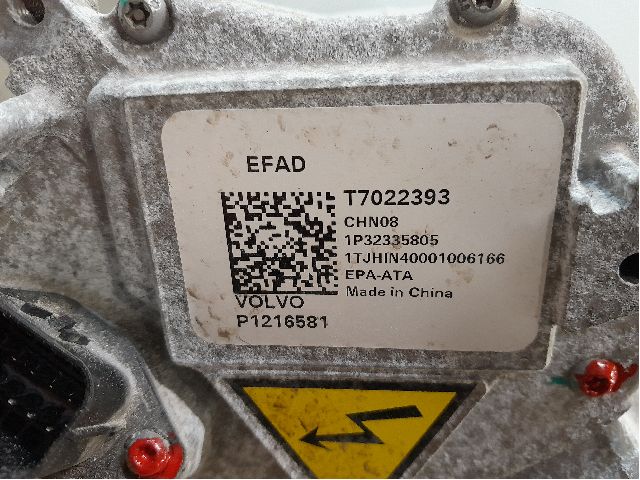 EFAD
T7022393
CHN08
1P32335805
1TJHIN40001006166
EPA-ATA
Made in China
VOLVO
P1216581